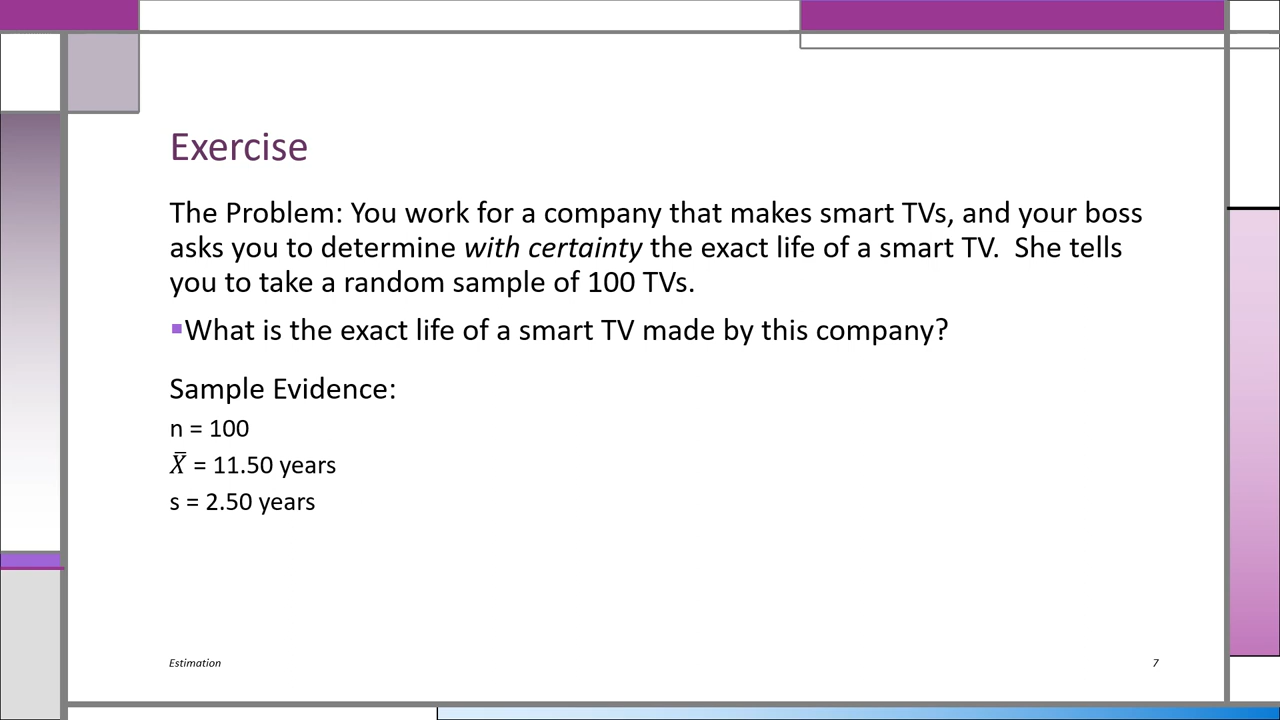 Exercise
The Problem: You work for a company that makes smart TVs, and your boss
asks you to determine with certainty the exact life of a smart TV.  She tells
you to take a random sample of 100 TVs.
▪What is the exact life of a smart TV made by this company?
Sample Evidence:
n = 100
X̄ = 11.50 years
s = 2.50 years
Estimation
7